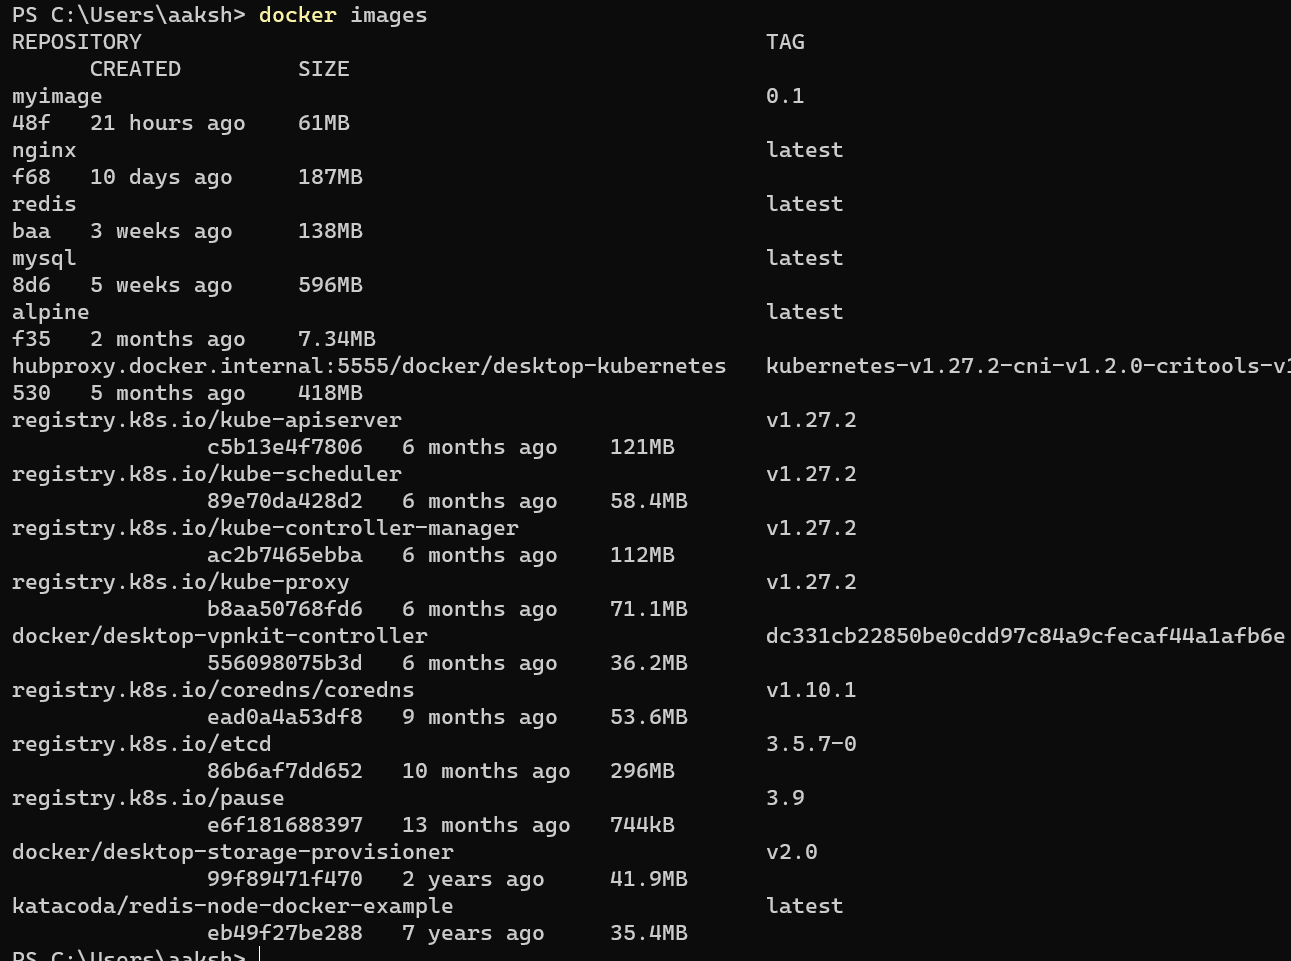 PS C:\Users\aaksh> docker images
REPOSITORY TAG
CREATED SIZE
myimage 0.1
48f 21 hours ago 61MB
nginx latest
f68 10 days ago 187MB
redis latest
baa 3 weeks ago 138MB
mysql latest
8d6 5 weeks ago 596MB
alpine latest
f35 2 months ago 7.34MB
hubproxy.docker.internal:5555/docker/desktop-kubernetes kubernetes-v1.27.2-cni-v1.2.0-critools-v1
530 5 months ago 418MB
registry.k8s.io/kube-apiserver v1.27.2
c5b13e4f7806 6 months ago 121MB
registry.k8s.io/kube-scheduler v1.27.2
89e70da428d2 6 months ago 58.4MB
registry.k8s.io/kube-controller-manager v1.27.2
ac2b7465ebba 6 months ago 112MB
registry.k8s.io/kube-proxy v1.27.2
b8aa50768fd6 6 months ago 71.1MB
docker/desktop-vpnkit-controller dc331cb22850be0cdd97c84a9cfecaf44a1afb6e
556098075b3d 6 months ago 36.2MB
registry.k8s.io/coredns/coredns v1.10.1
ead0a4a53df8 9 months ago 53.6MB
registry.k8s.io/etcd 3.5.7-0
86b6af7dd652 10 months ago 296MB
registry.k8s.io/pause 3.9
e6f181688397 13 months ago 744kB
docker/desktop-storage-provisioner v2.0
99f89471f470 2 years ago 41.9MB
katacoda/redis-node-docker-example latest
eb49f27be288 7 years ago 35.4MB
PS C:\Users\aaksh>